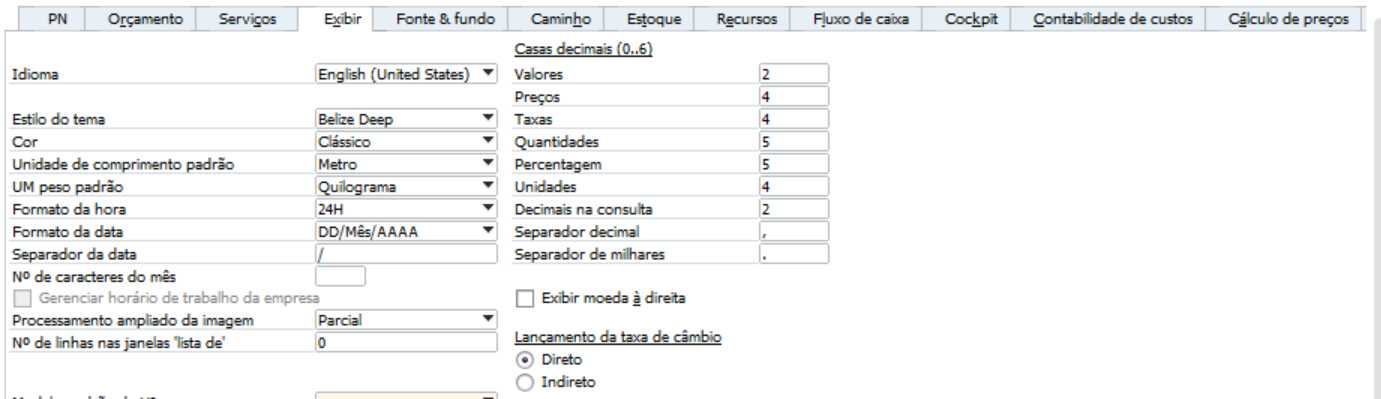 PN Orçamento Serviços Exibir Fonte & fundo Caminho Estoque Recursos Fluxo de caixa Cockpit Contabilidade de custos Cálculo de preços
Casas decimais (0..6)
Idioma English (United States) Valores 2
Preços 4
Estilo do tema Belize Deep Taxas 4
Cor Clássico Quantidades 5
Unidade de comprimento padrão Metro Percentagem 5
UM peso padrão Quilograma Unidades 4
Formato da hora 24H Decimais na consulta 2
Formato da data DD/Mês/AAAA Separador decimal ,
Separador da data / Separador de milhares .
Nº de caracteres do mês
Gerenciar horário de trabalho da empresa Exibir moeda à direita
Processamento ampliado da imagem Parcial
Nº de linhas nas janelas 'lista de' 0 Lançamento da taxa de câmbio
Direto
Indireto